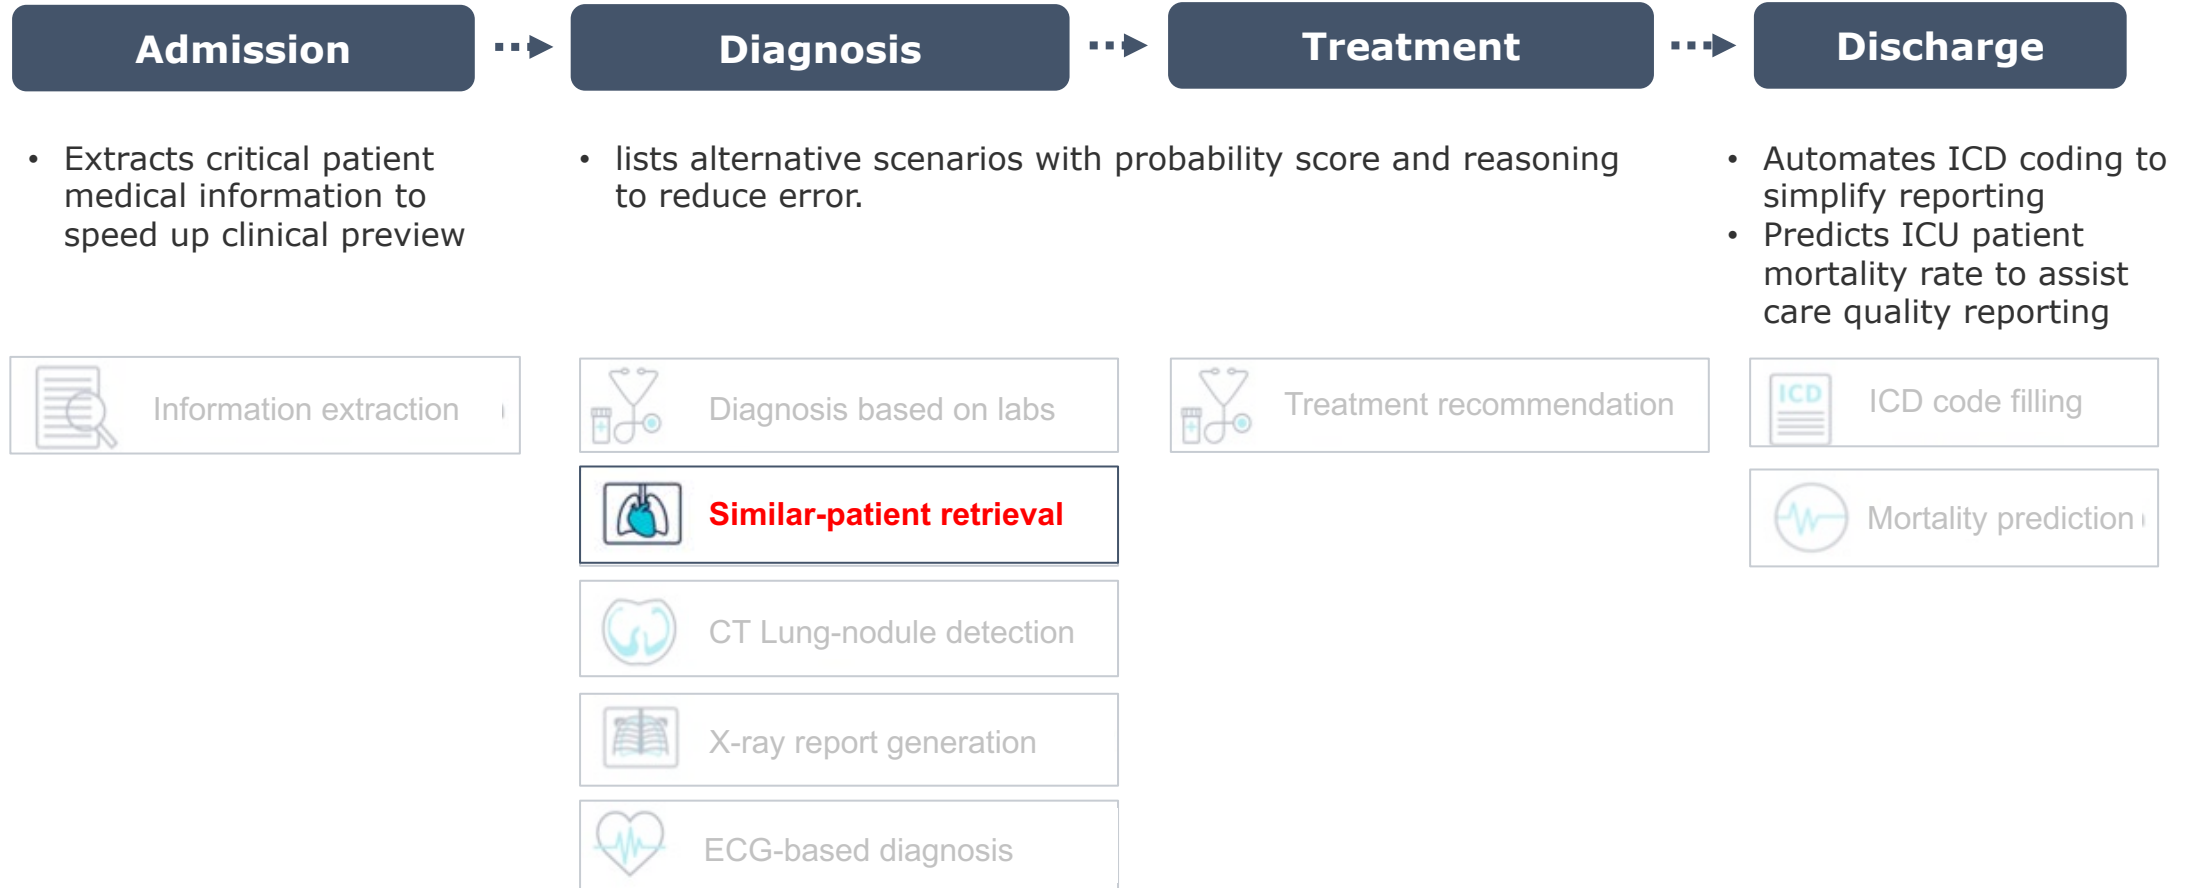 Admission
Diagnosis
Treatment
Discharge
• Extracts critical patient
medical information to
speed up clinical preview
• lists alternative scenarios with probability score and reasoning
to reduce error.
• Automates ICD coding to
simplify reporting
• Predicts ICU patient
mortality rate to assist
care quality reporting
Information extraction
Diagnosis based on labs
Similar-patient retrieval
CT Lung-nodule detection
X-ray report generation
ECG-based diagnosis
Treatment recommendation
ICD
ICD code filling
Mortality prediction